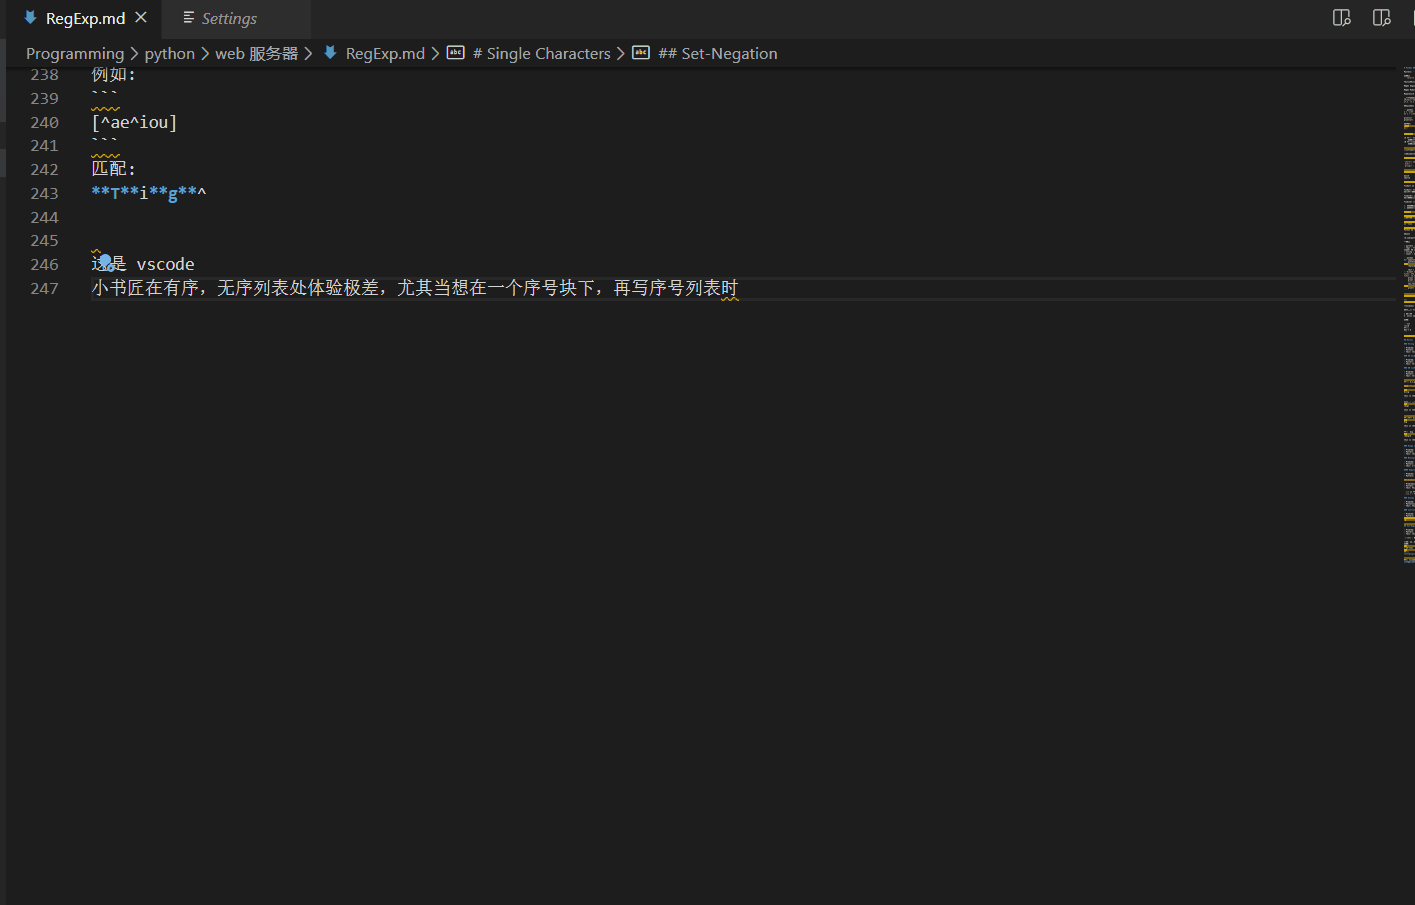 RegExp.md Settings
Programming > python > web 服务器 > RegExp.md > # Single Characters > ## Set-Negation
238 例如:
239 ```
240 [^ae^iou]
241 ```
242 匹配:
243 **T**i**g**^
244
245
246 这是 vscode
247 小书匠在有序，无序列表处体验极差，尤其当想在一个序号块下，再写序号列表时